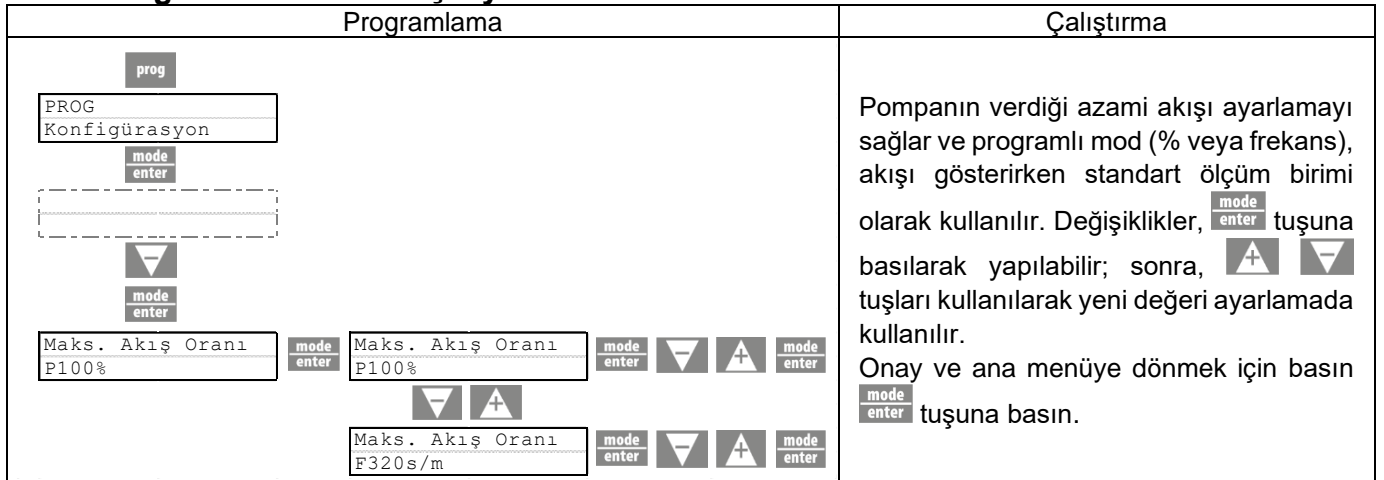 Programlama
Çalıştırma
prog
PROG
Konfigürasyon
mode
enter
mode
enter
Maks. Akış Oranı
P100%
mode
enter
Maks. Akış Oranı
P100%
mode
enter
mode
enter
Maks. Akış Oranı
F320s/m
mode
enter
mode
enter
Pompanın verdiği azami akışı ayarlamayı
sağlar ve programlı mod (% veya frekans),
akışı gösterirken standart ölçüm birimi
olarak kullanılır. Değişiklikler, mode enter tuşuna
basılarak yapılabilir; sonra, + −
tuşları kullanılarak yeni değeri ayarlamada
kullanılır.
Onay ve ana menüye dönmek için basın
mode enter tuşuna basın.